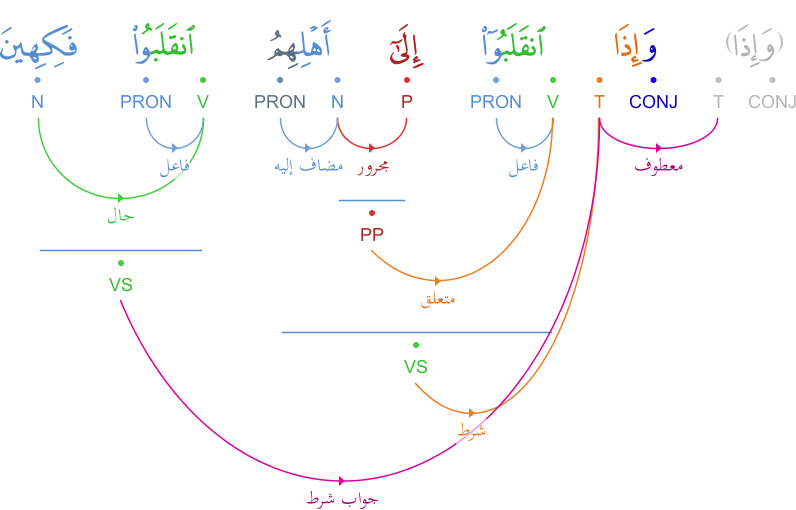 (وَإِذَا) وَإِذَا ٱنقَلَبُوٓا۟ إِلَىٰٓ أَهْلِهِمُ ٱنقَلَبُوا۟ فَكِهِينَ
CONJ T CONJ T V PRON P N PRON V PRON N
معطوف فاعل مجرور مضاف إليه فاعل
حال
PP
VS
متعلق
VS
شرط
جواب شرط